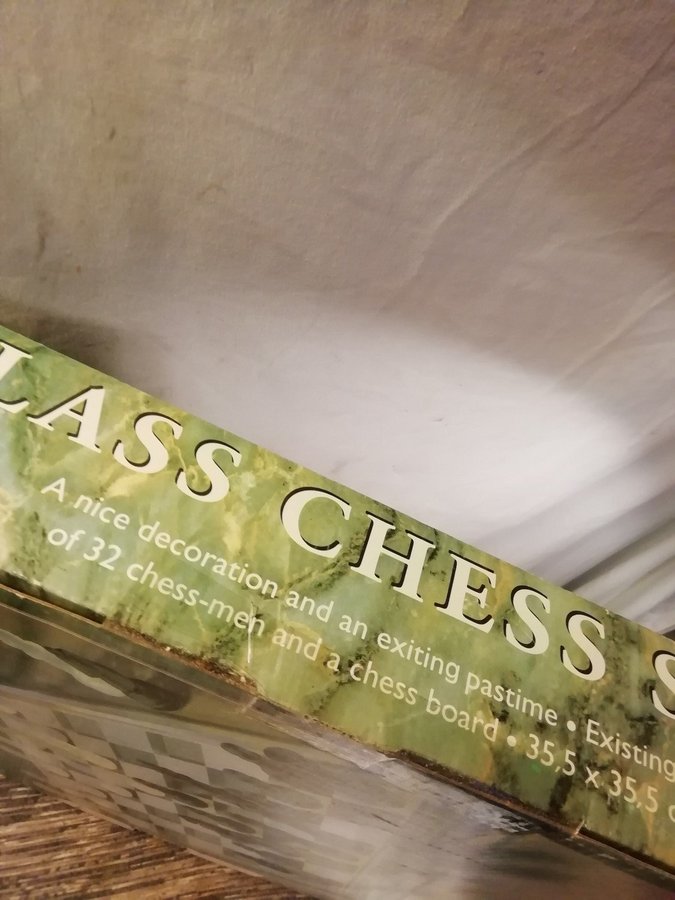 LASS CHESS S
A nice decoration and an exiting pastime • Existing
of 32 chess-men and a chess board • 35,5 x 35,5 c